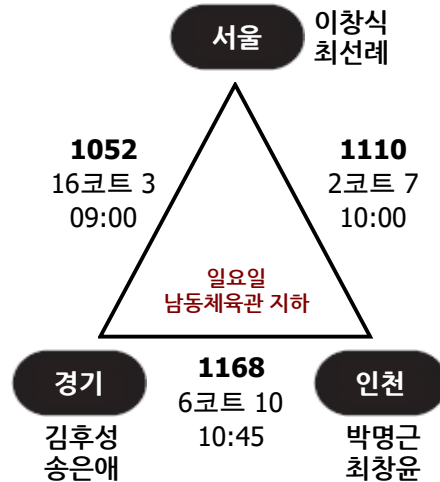 서울
이창식
최선례
1052
16코트 3
09:00
1110
2코트 7
10:00
일요일
남동체육관 지하
경기
김후성
송은애
1168
6코트 10
10:45
인천
박명근
최창윤